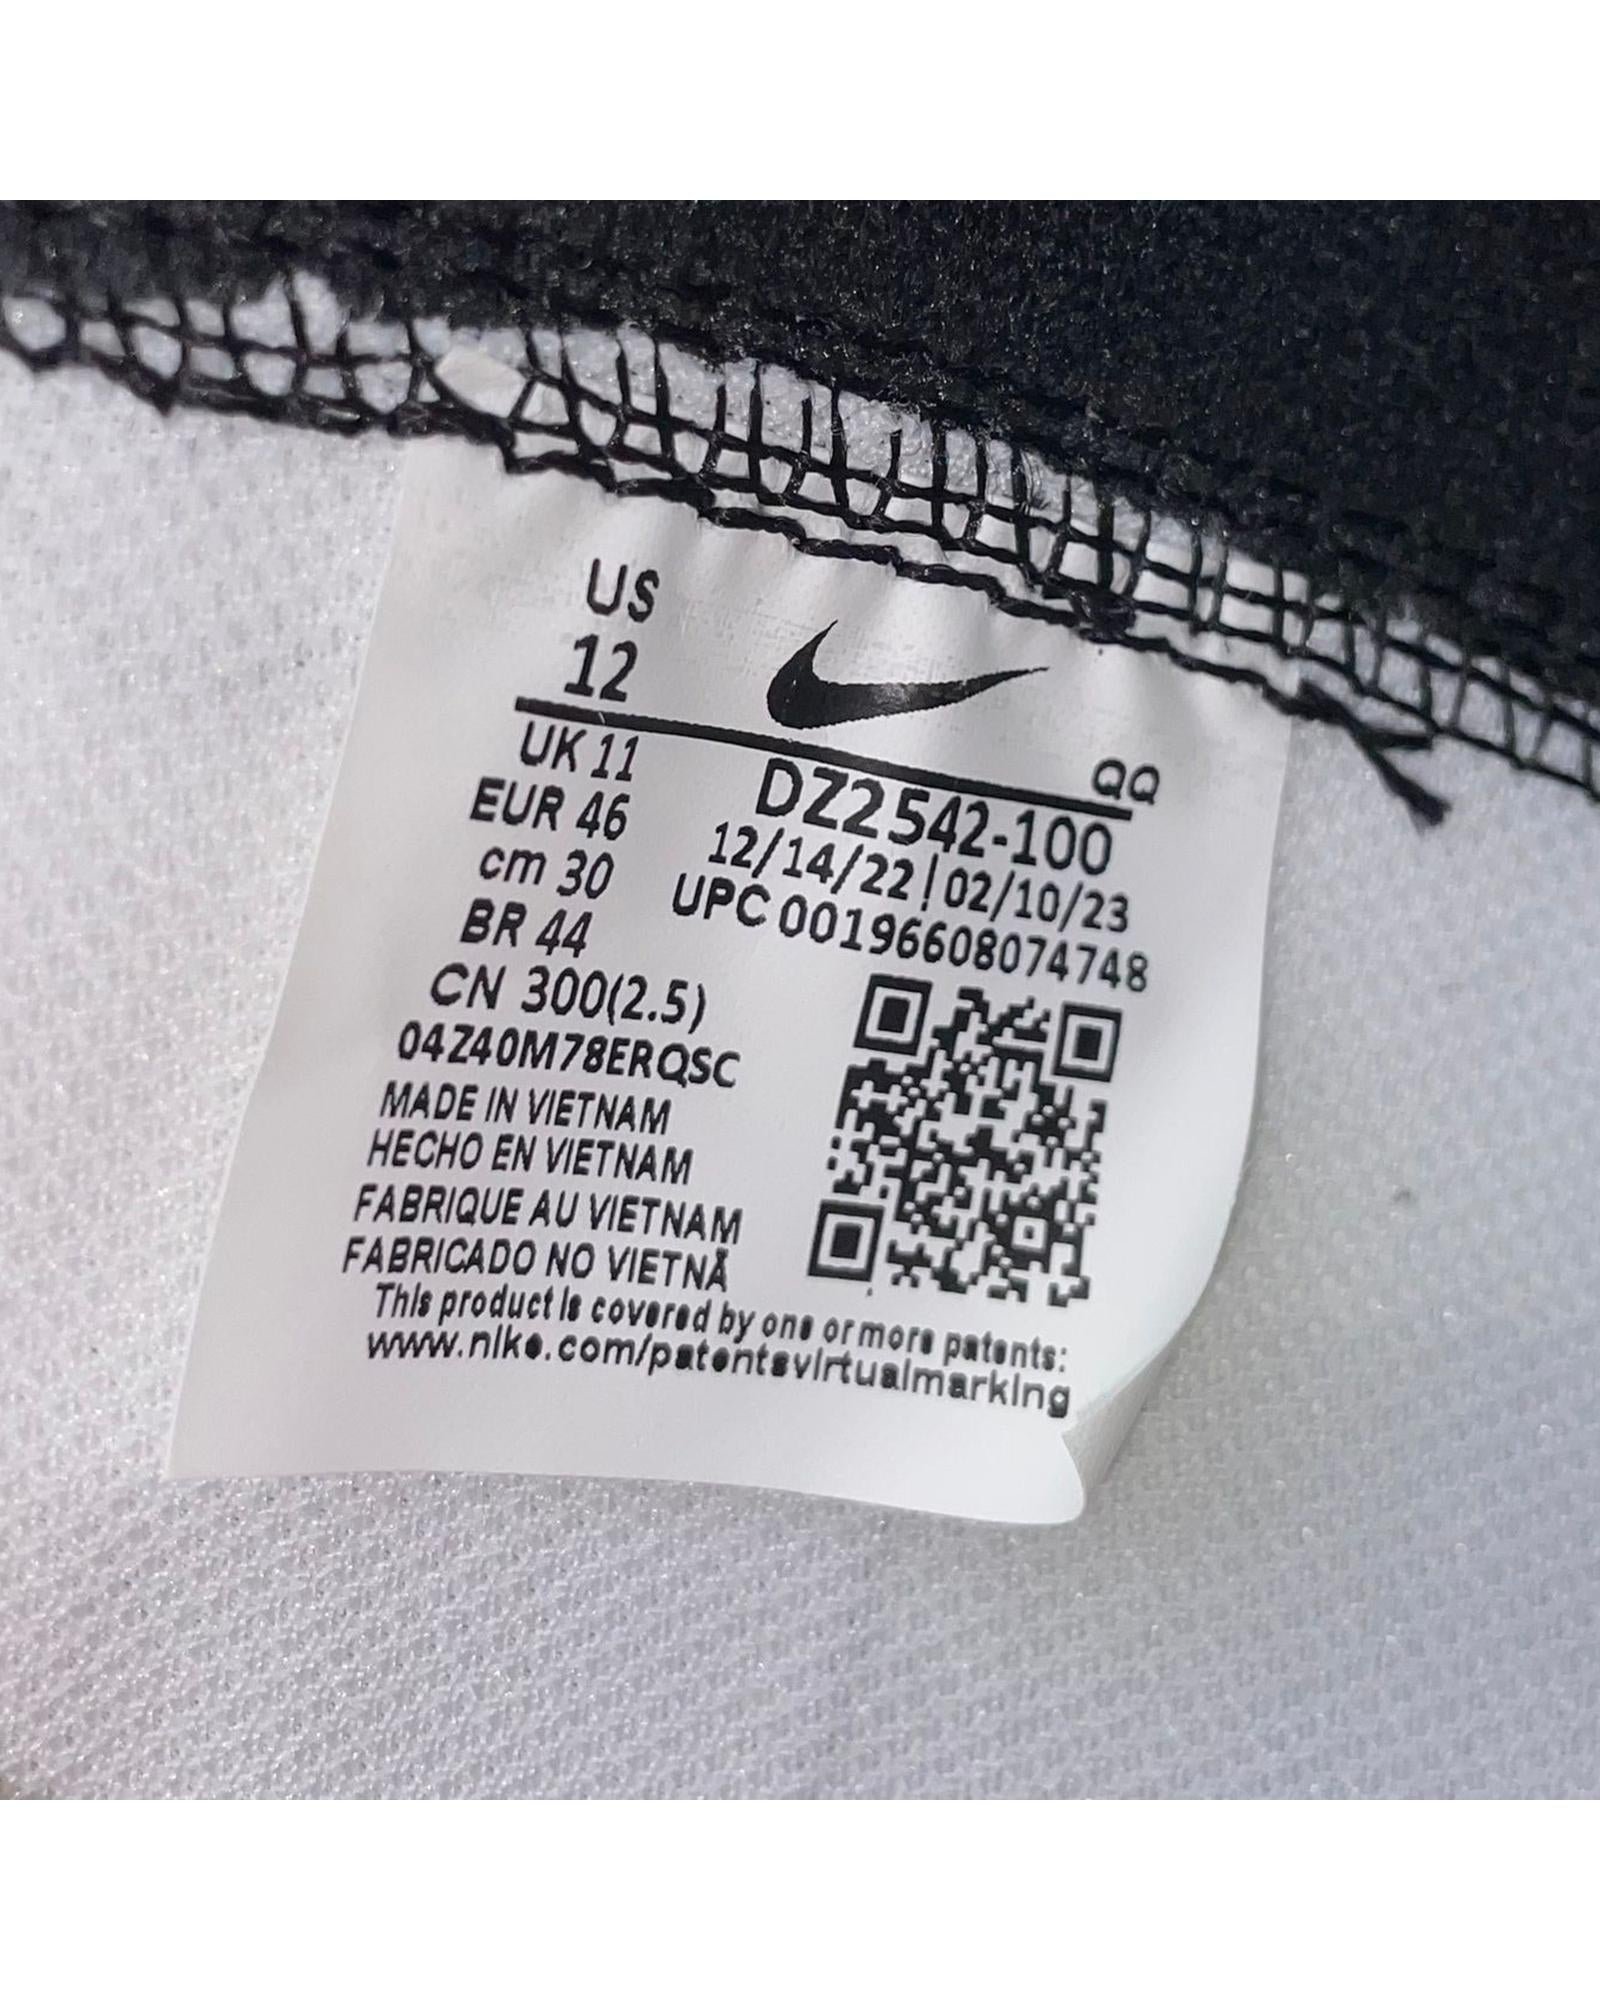 US
12
UK 11
EUR 46
cm 30
BR 44
CN 300(2.5)
04Z40M78ERQSC
QQ
DZ2542-100
12/14/22 | 02/10/23
UPC 00196608074748
MADE IN VIETNAM
HECHO EN VIETNAM
FABRIQUE AU VIETNAM
FABRICADO NO VIETNÃ
This product is covered by one or more patents:
www.nike.com/patentsvirtualmarking